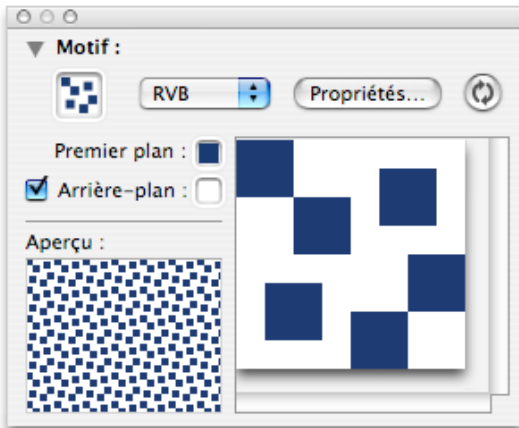 Motif :
RVB
Propriétés...
Premier plan :
Arrière-plan :
Aperçu :